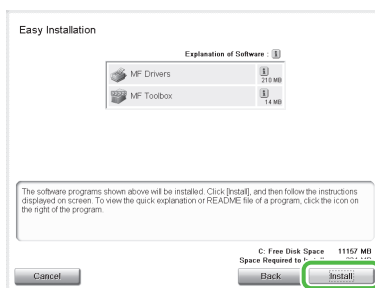 Easy Installation
Explanation of Software :
MF Drivers
210 MB
MF Toolbox
14 MB
The software programs shown above will be installed. Click [Install], and then follow the instructions
displayed on screen. To view the quick explanation or README file of a program, click the icon on
the right of the program.
C: Free Disk Space 11157 MB
Space Required to
Cancel
Back
Install